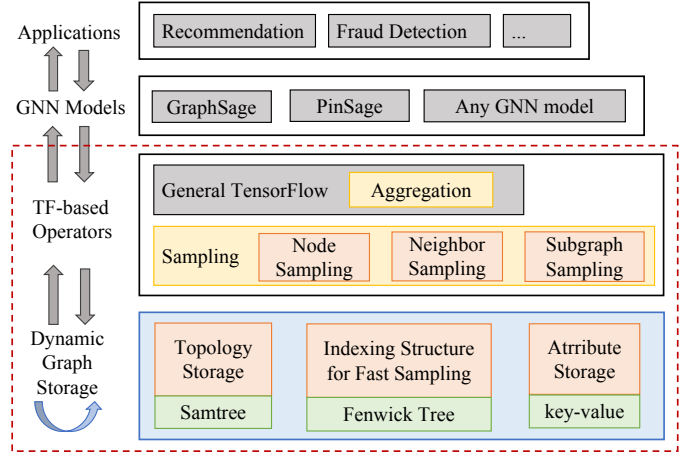 Applications
Recommendation
Fraud Detection
...
GNN Models
GraphSage
PinSage
Any GNN model
TF-based
Operators
General TensorFlow
Aggregation
Sampling
Node
Sampling
Neighbor
Sampling
Subgraph
Sampling
Dynamic
Graph
Storage
Topology
Storage
Samtree
Indexing Structure
for Fast Sampling
Fenwick Tree
Atrribute
Storage
key-value